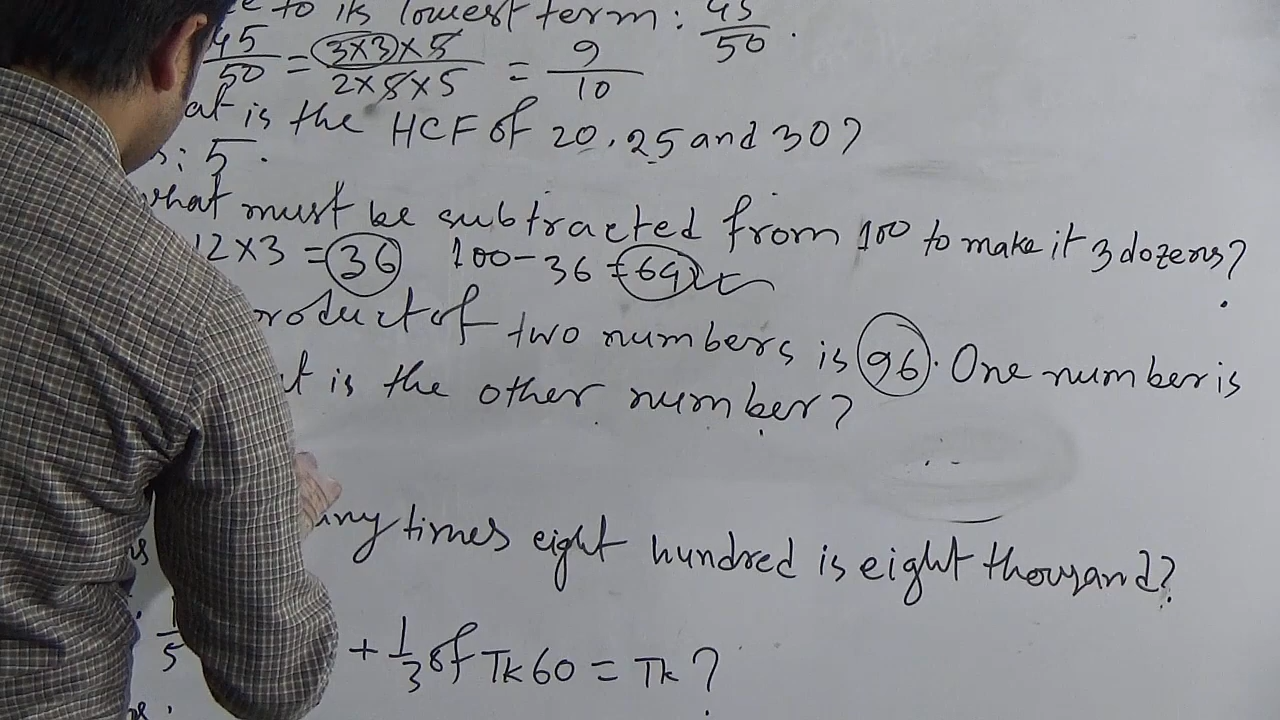 to its lowest term: 45/50.
45/50 = 3×3×5/2×5×5 = 9/10
at is the HCF of 20, 25 and 30?
s: 5.
what must be subtracted from 100 to make it 3 dozens?
12×3 = 36 100-36 = 64
roduct of two numbers is 96. One number is
t is the other number?
any times eight hundred is eight thousand?
1/5 + 1/3 of Tk 60 = Tk ?